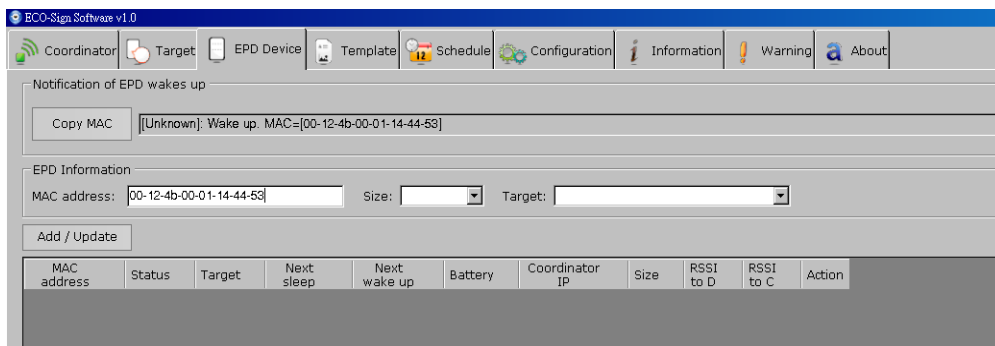 ECO-Sign Software v1.0
Coordinator Target EPD Device Template 12 Schedule Configuration i Information Warning a About
Notification of EPD wakes up
Copy MAC [Unknown]: Wake up. MAC=[00-12-4b-00-01-14-44-53]
EPD Information
MAC address: 00-12-4b-00-01-14-44-53 Size: Target:
Add / Update
MAC address Status Target Next sleep Next wake up Battery Coordinator IP Size RSSI to D RSSI to C Action